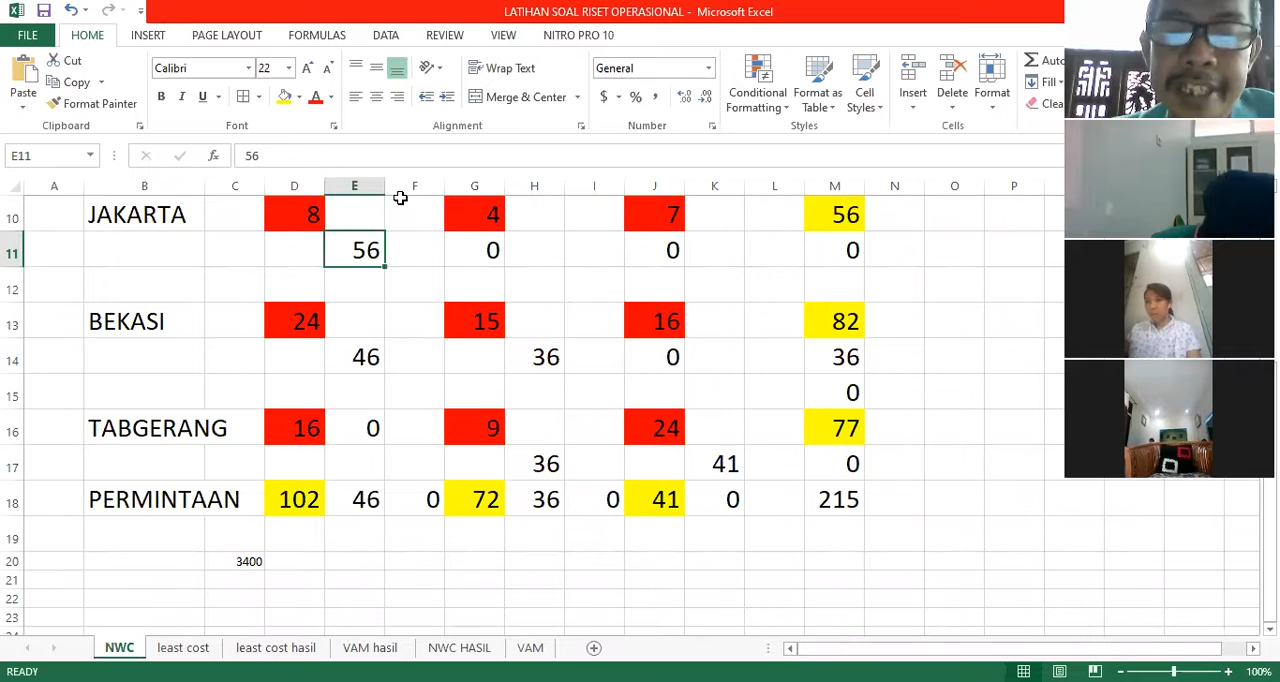 LATIHAN SOAL RISET OPERASIONAL - Microsoft Excel
FILE HOME INSERT PAGE LAYOUT FORMULAS DATA REVIEW VIEW NITRO PRO 10
Paste Cut Copy Format Painter
Calibri 22 A A B I U A
Wrap Text Merge & Center
General $ % ,
Conditional Formatting Format as Table Cell Styles
Insert Delete Format
Auto
Fill
Clea
Clipboard Font Alignment Number Styles Cells
E11 fx 56
A B C D E F G H I J K L M N O P
10 JAKARTA 8 4 7 56
11 56 0 0 0
12
13 BEKASI 24 15 16 82
14 46 36 0 36
15 0
16 TABGERANG 16 0 9 24 77
17 36 41 0
18 PERMINTAAN 102 46 0 72 36 0 41 0 215
19
20 3400
21
22
23
NWC least cost least cost hasil VAM hasil NWC HASIL VAM
READY 100%